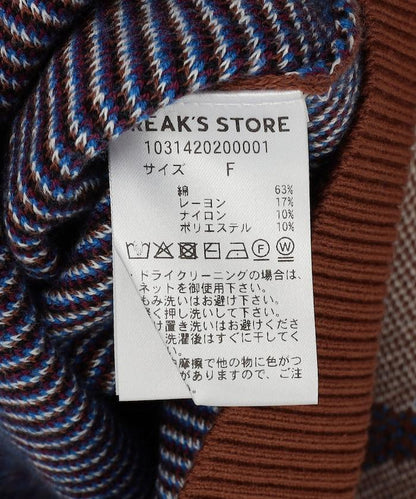 REAK'S STORE
1031420200001
サイズ F
綿 63%
レーヨン 17%
ナイロン 10%
ポリエステル 10%
ドライクリーニングの場合は、
ネットを御使用下さい。
もみ洗いはお避け下さい。
く押し洗いして下さい。
け置き洗いはお避けくださ
洗濯後はすぐに干してく
摩擦で他の物に色がつ
がありますので、ご注